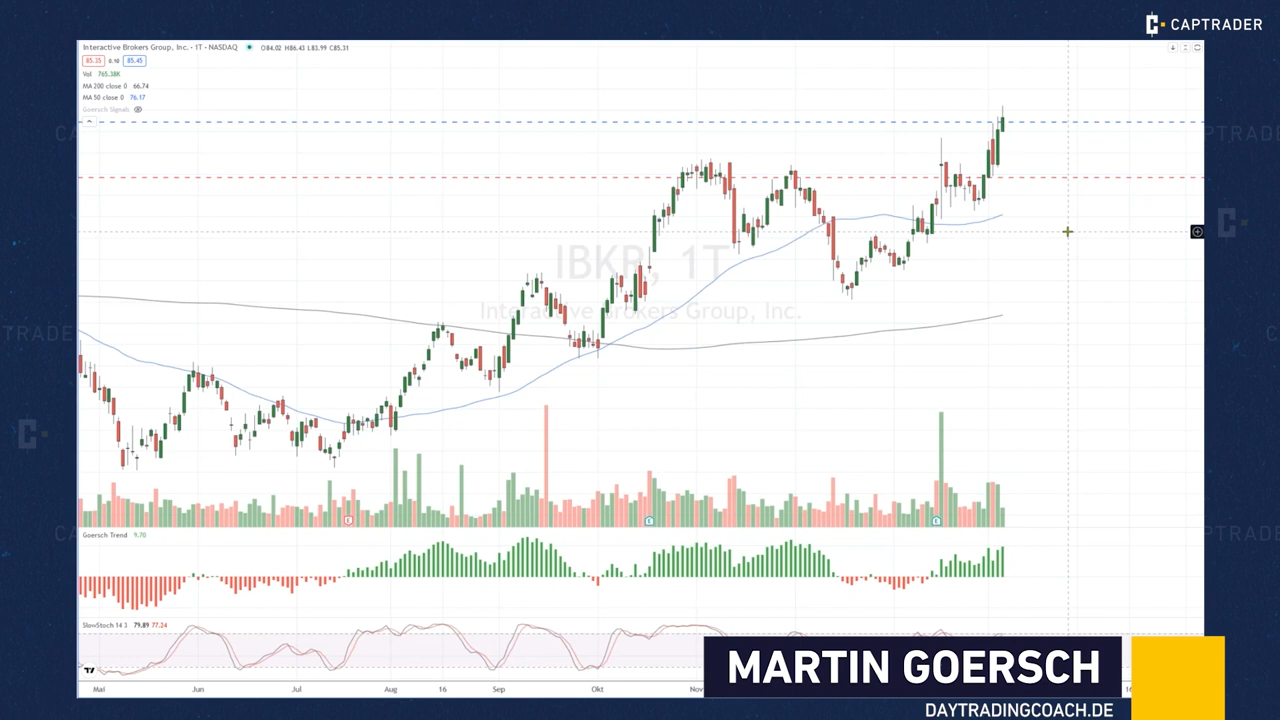 CAPTRADER
Interactive Brokers Group, Inc. · 1T · NASDAQ O84.02 H86.43 L83.99 C85.31
85.35 0.10 85.45
Vol 765.38K
MA 200 close 0 66.74
MA 50 close 0 76.17
Goersch Signals
IBKR, 1T
Interactive Brokers Group, Inc.
Goersch Trend 9.70
SlowStoch 14 3 79.89 77.24
Mai Jun Jul Aug 16 Sep Okt Nov
MARTIN GOERSCH
DAYTRADINGCOACH.DE